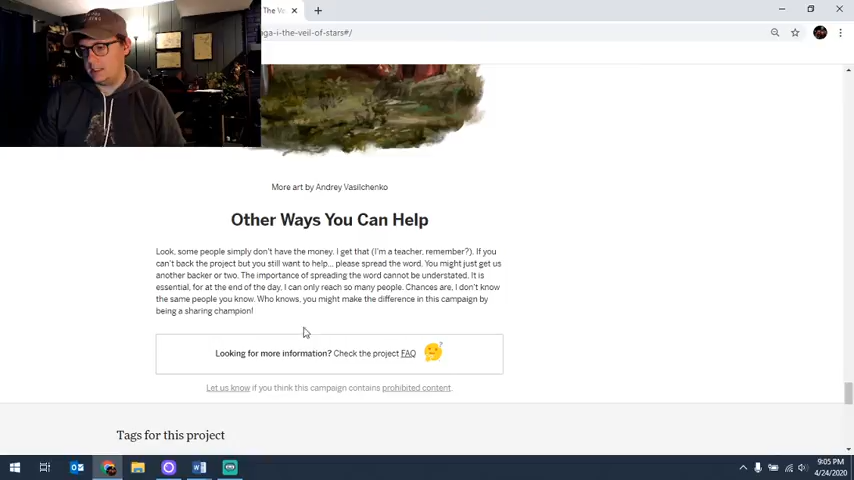 The Ve
aga-i-the-veil-of-stars#/
More art by Andrey Vasilchenko
Other Ways You Can Help
Look, some people simply don't have the money. I get that (I'm a teacher, remember?). If you
can't back the project but you still want to help... please spread the word. You might just get us
another backer or two. The importance of spreading the word cannot be understated. It is
essential, for at the end of the day, I can only reach so many people. Chances are, I don't know
the same people you know. Who knows, you might make the difference in this campaign by
being a sharing champion!
Looking for more information? Check the project FAQ
Let us know if you think this campaign contains prohibited content.
Tags for this project
9:05 PM
4/24/2020